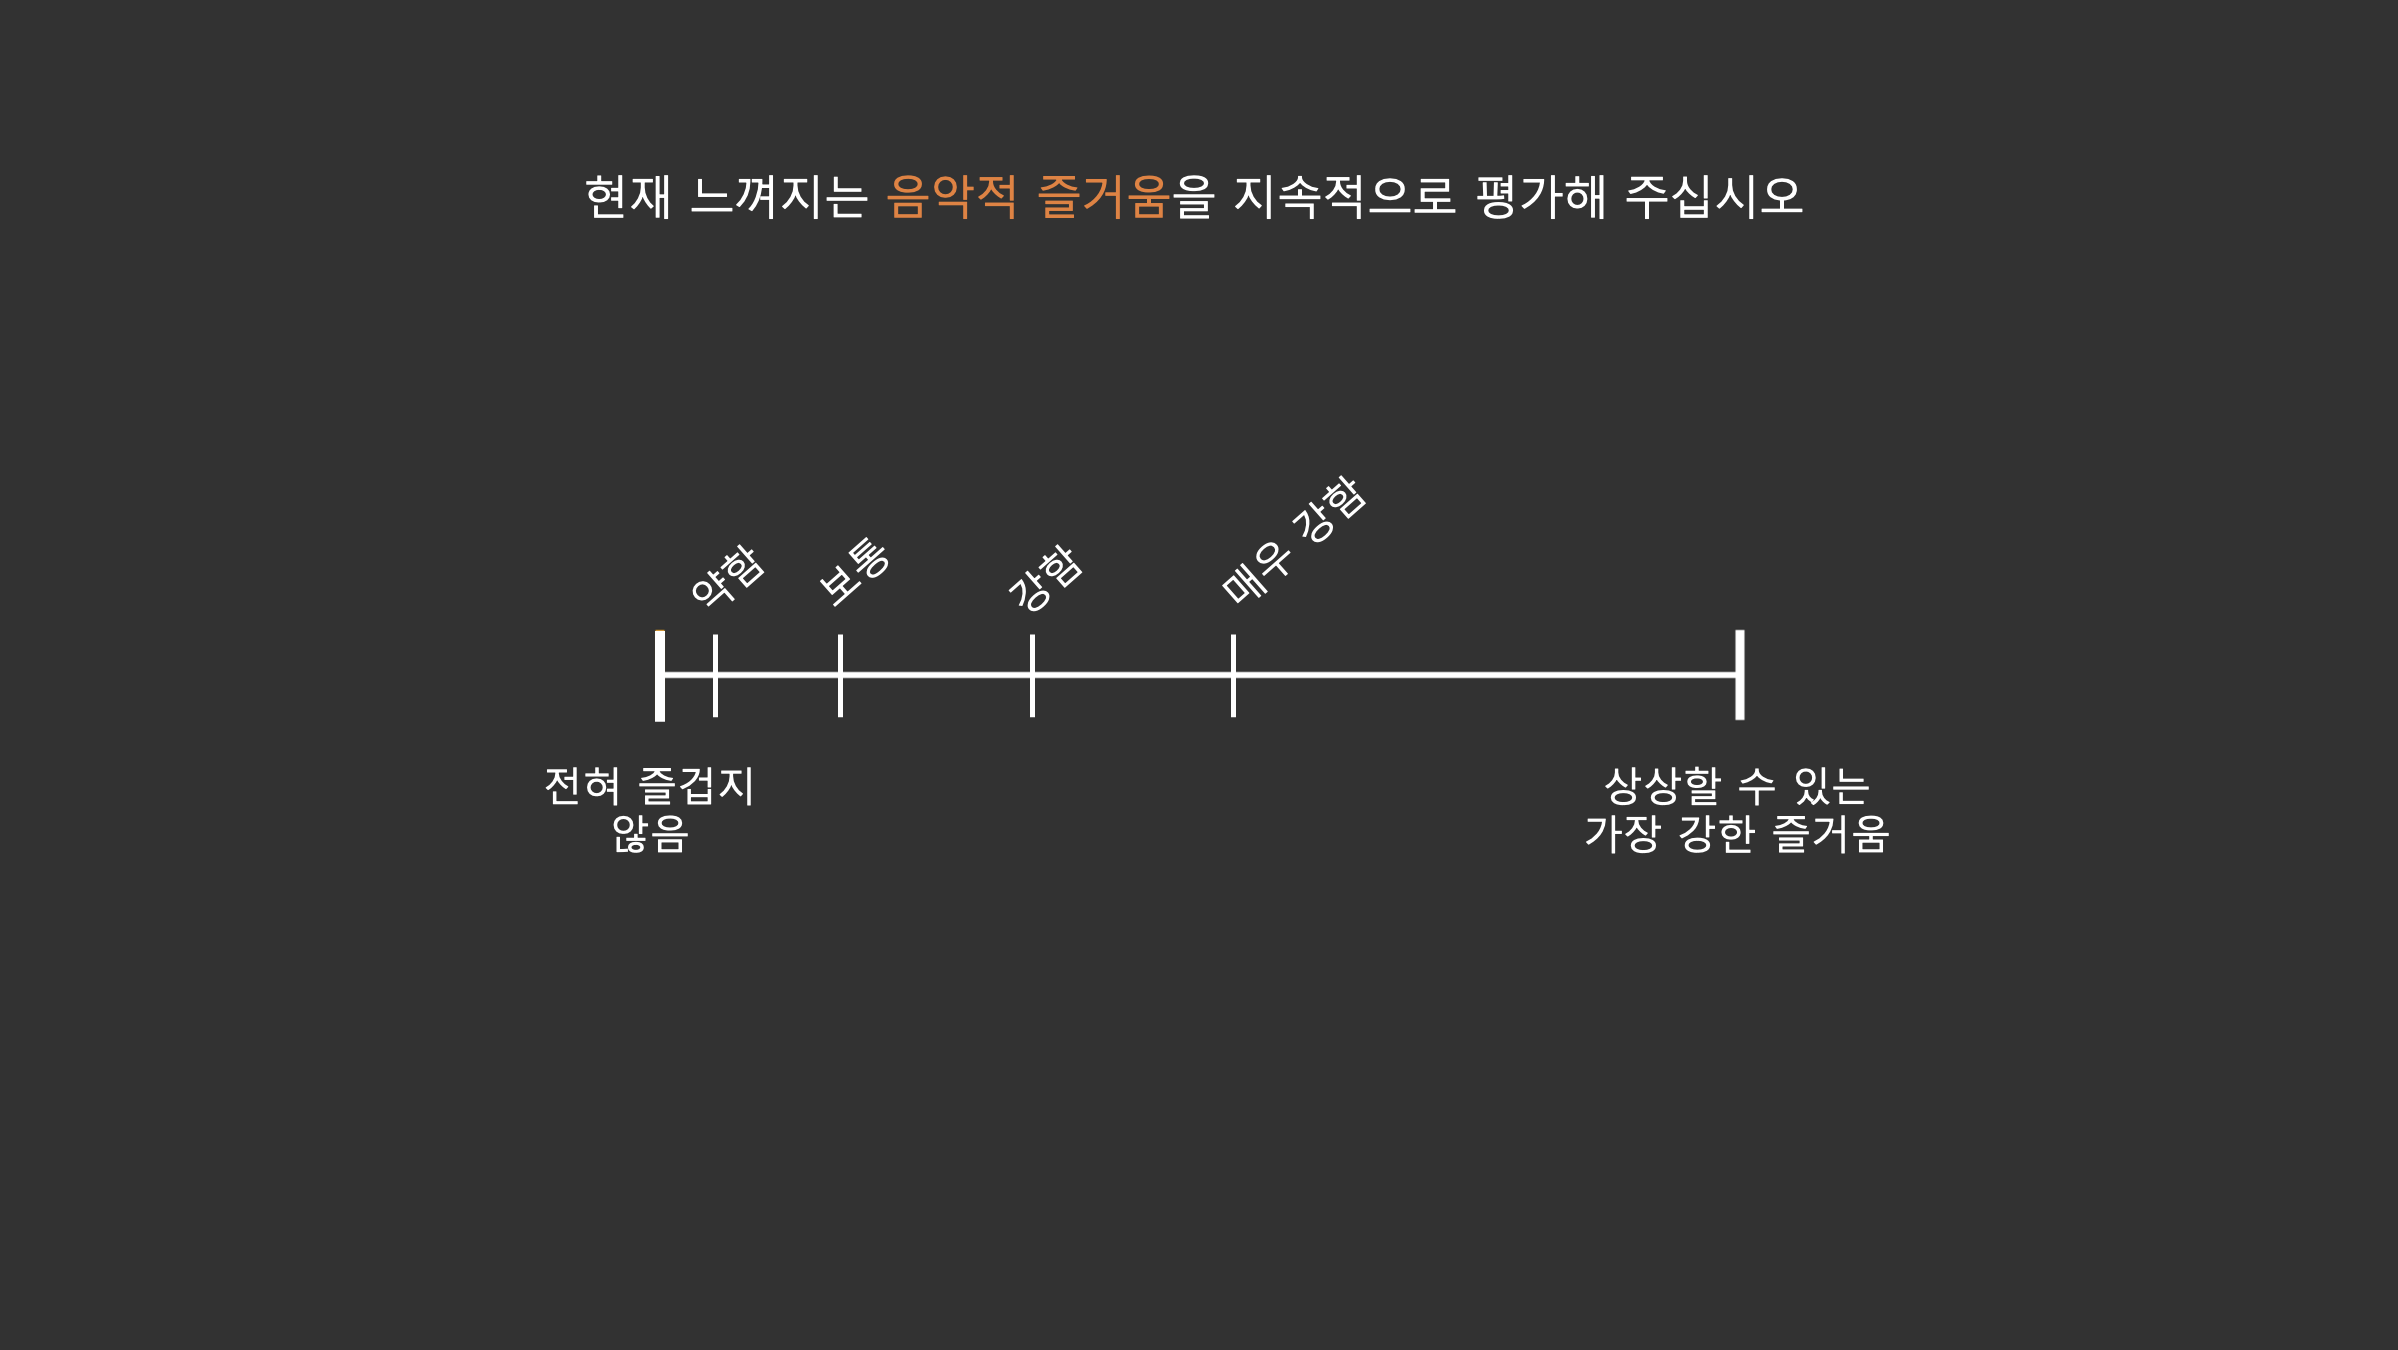 현재 느껴지는 음악적 즐거움을 지속적으로 평가해 주십시오
약함
보통
강함
매우 강함
전혀 즐겁지
않음
상상할 수 있는
가장 강한 즐거움